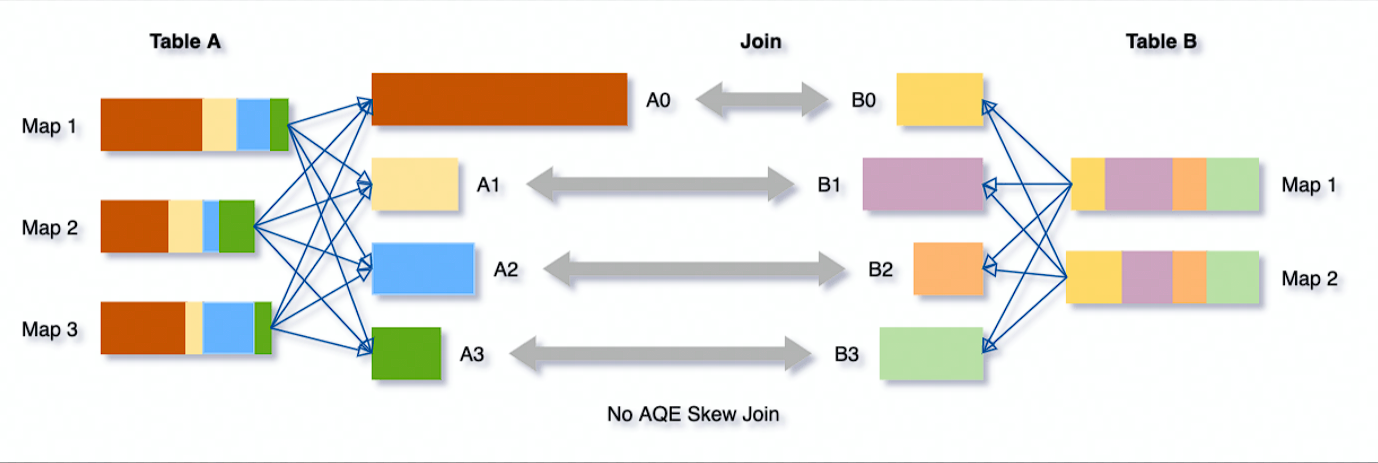 Table A
Join
Table B
Map 1
A0
B0
A1
B1
Map 1
Map 2
A2
B2
Map 2
Map 3
A3
B3
No AQE Skew Join